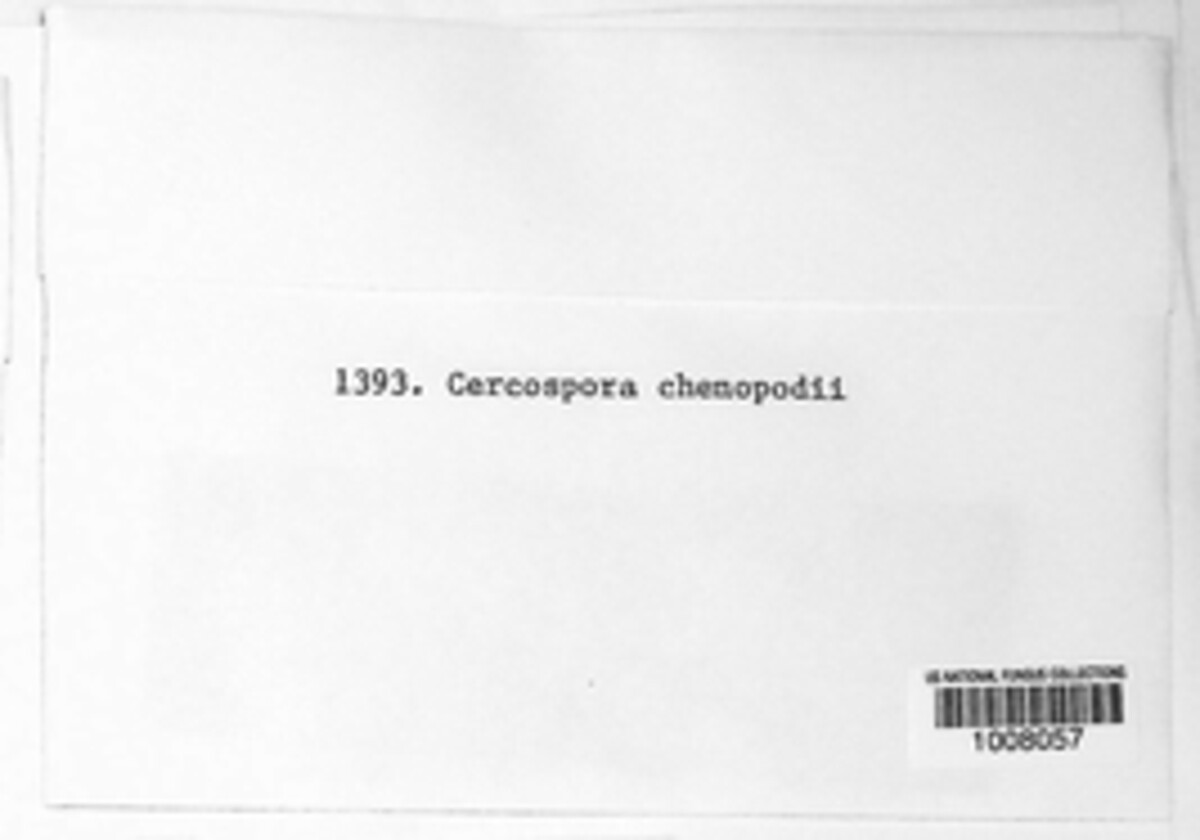 1393. Cercospora chenopodii
US NATIONAL FUNGUS COLLECTIONS
1008057